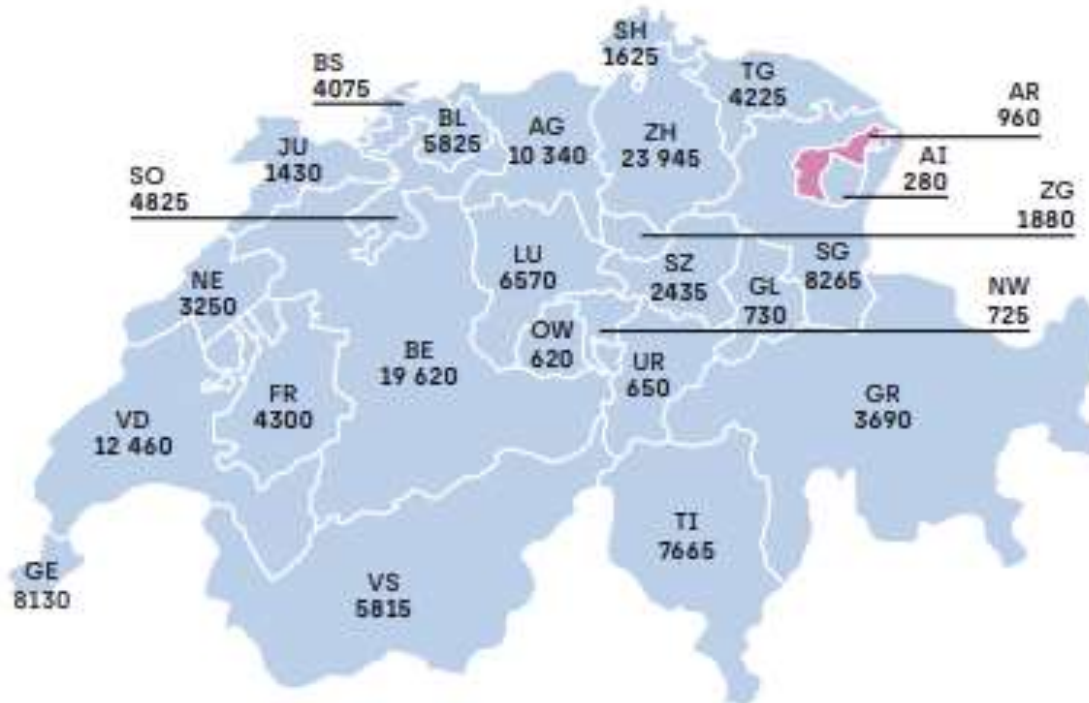 SH
1625
BS
4075
TG
4225
AR
960
BL
5825
AG
10 340
ZH
23 945
JU
1430
AI
280
SO
4825
ZG
1880
LU
6570
SZ
2435
SG
8265
NE
3250
GL
730
NW
725
OW
620
BE
19 620
UR
650
FR
4300
GR
3690
VD
12 460
TI
7665
GE
8130
VS
5815